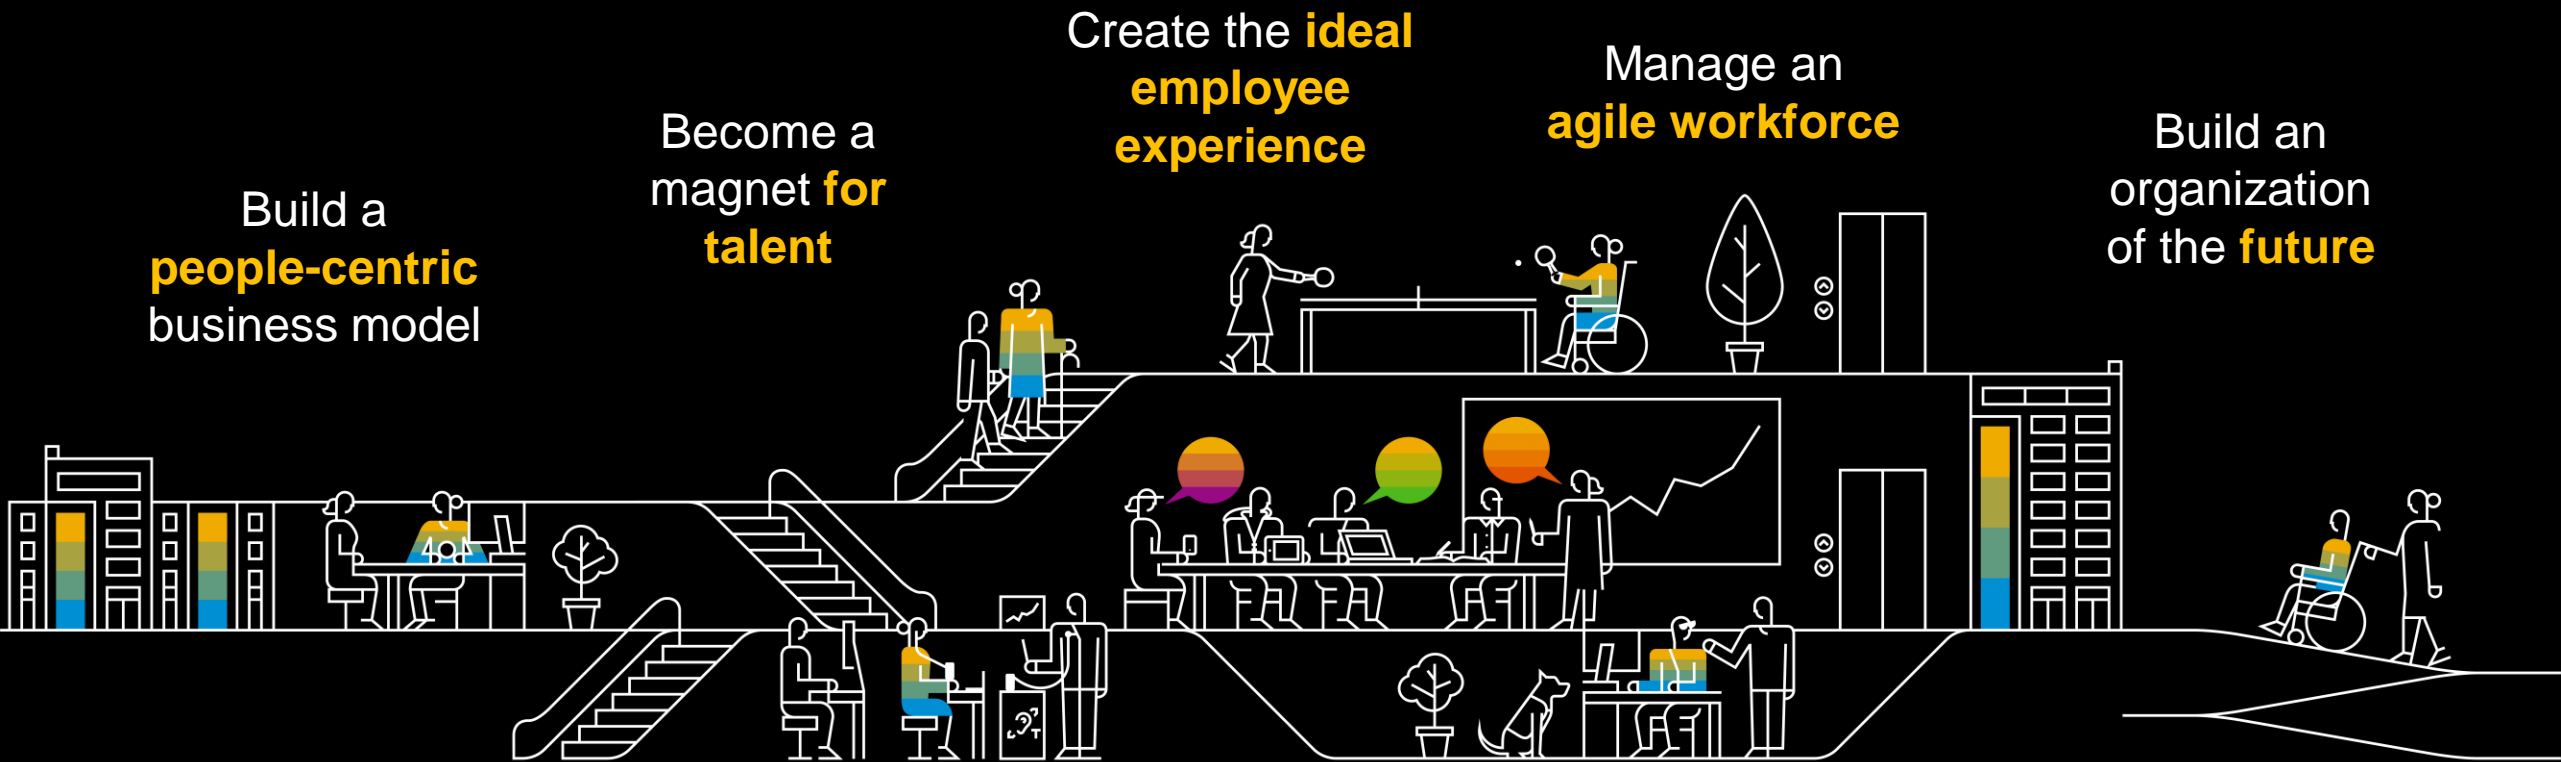 Build a
people-centric
business model
Become a
magnet for
talent
Create the ideal
employee
experience
Manage an
agile workforce
Build an
organization
of the future
T